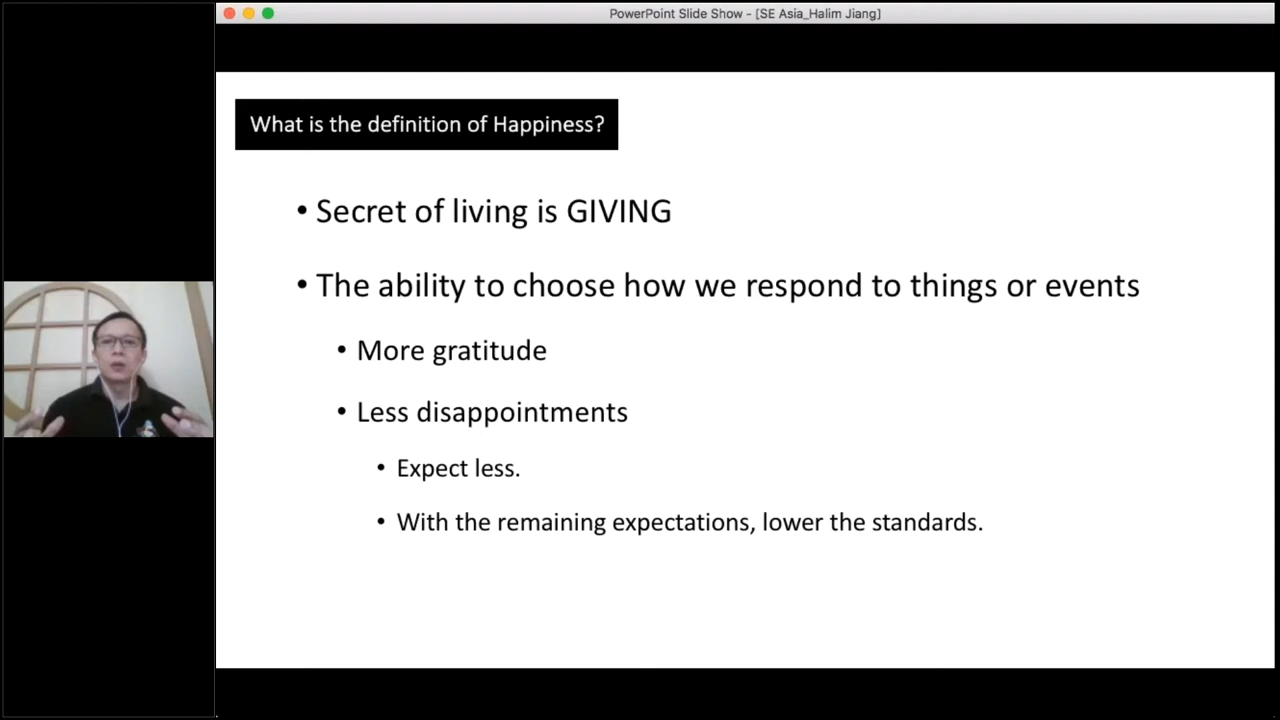 PowerPoint Slide Show - [SE Asia_Halim Jiang]
What is the definition of Happiness?
• Secret of living is GIVING
• The ability to choose how we respond to things or events
• More gratitude
• Less disappointments
• Expect less.
• With the remaining expectations, lower the standards.